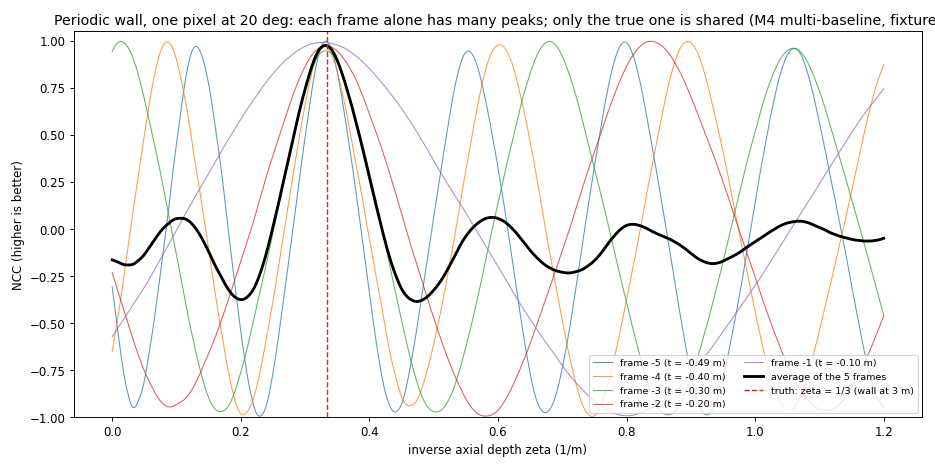 Periodic wall, one pixel at 20 deg: each frame alone has many peaks; only the true one is shared (M4 multi-baseline, fixture
1.00
0.75
0.50
0.25
0.00
−0.25
−0.50
−0.75
−1.00
NCC (higher is better)
0.0 0.2 0.4 0.6 0.8 1.0 1.2
inverse axial depth zeta (1/m)
frame -5 (t = -0.49 m)
frame -4 (t = -0.40 m)
frame -3 (t = -0.30 m)
frame -2 (t = -0.20 m)
frame -1 (t = -0.10 m)
average of the 5 frames
truth: zeta = 1/3 (wall at 3 m)